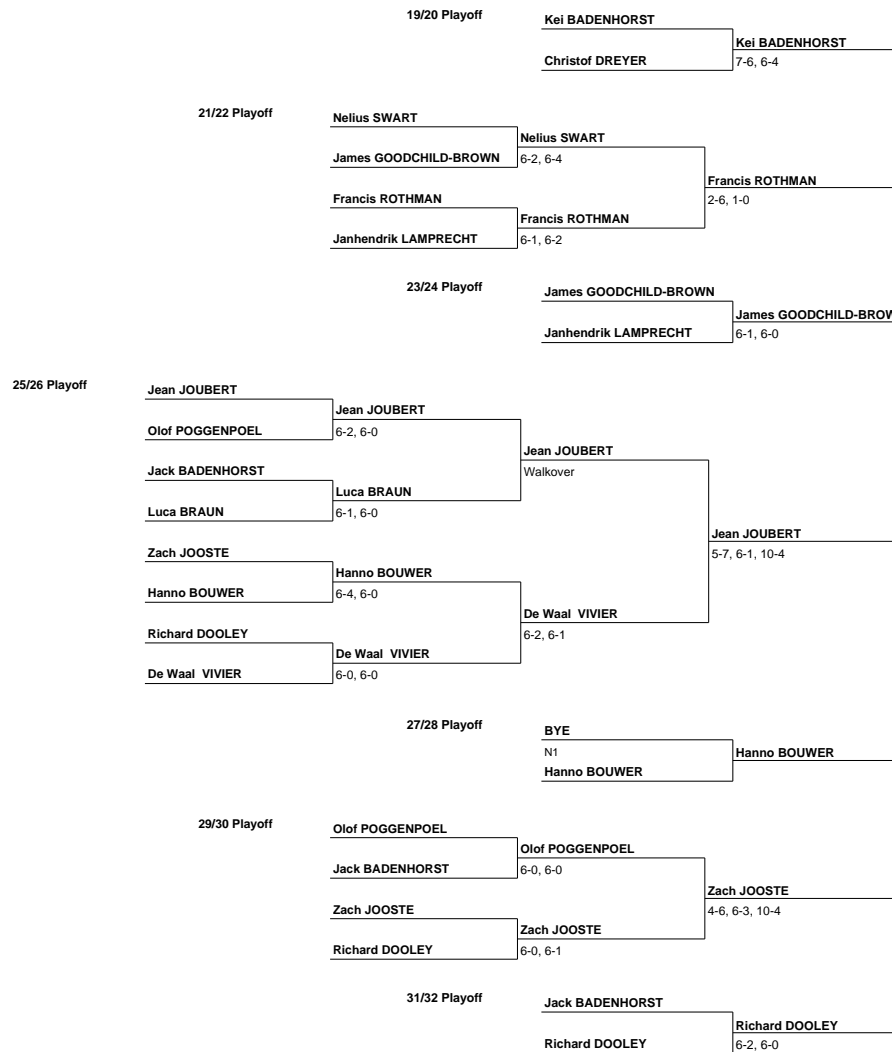 19/20 Playoff
Kei BADENHORST
Kei BADENHORST
Christof DREYER
7-6, 6-4
21/22 Playoff
Nelius SWART
Nelius SWART
James GOODCHILD-BROWN
6-2, 6-4
Francis ROTHMAN
2-6, 1-0
Francis ROTHMAN
Francis ROTHMAN
Janhendrik LAMPRECHT
6-1, 6-2
23/24 Playoff
James GOODCHILD-BROWN
James GOODCHILD-BROW
Janhendrik LAMPRECHT
6-1, 6-0
25/26 Playoff
Jean JOUBERT
Jean JOUBERT
Olof POGGENPOEL
6-2, 6-0
Jean JOUBERT
Walkover
Jack BADENHORST
Luca BRAUN
Luca BRAUN
6-1, 6-0
Jean JOUBERT
5-7, 6-1, 10-4
Zach JOOSTE
Hanno BOUWER
Hanno BOUWER
6-4, 6-0
De Waal  VIVIER
6-2, 6-1
Richard DOOLEY
De Waal  VIVIER
De Waal  VIVIER
6-0, 6-0
27/28 Playoff
BYE
N1
Hanno BOUWER
Hanno BOUWER
29/30 Playoff
Olof POGGENPOEL
Olof POGGENPOEL
Jack BADENHORST
6-0, 6-0
Zach JOOSTE
4-6, 6-3, 10-4
Zach JOOSTE
Zach JOOSTE
Richard DOOLEY
6-0, 6-1
31/32 Playoff
Jack BADENHORST
Richard DOOLEY
Richard DOOLEY
6-2, 6-0